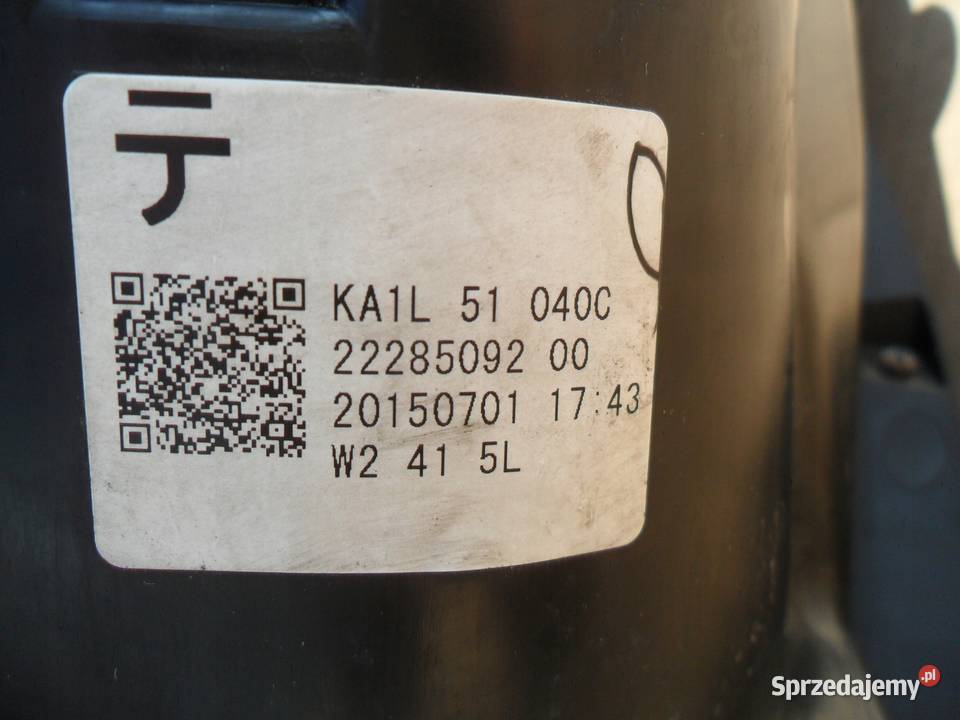 テ
KA1L 51 040C
22285092 00
20150701 17:43
W2 41 5L
Sprzedajemy.pl